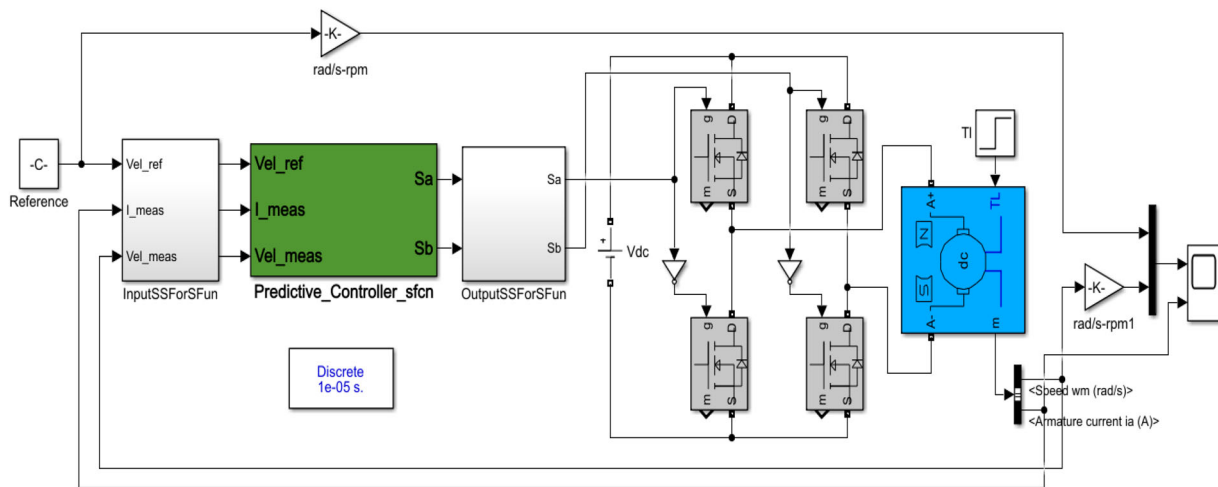 -K-
rad/s-rpm
-C-
Reference
Vel_ref
I_meas
Vel_meas
InputSSForSFun
Vel_ref
I_meas
Vel_meas
Sa
Sb
Predictive_Controller_sfcn
Sa
Sb
OutputSSForSFun
Discrete
1e-05 s.
+
Vdc
g
D
m
S
g
D
m
S
g
D
m
S
g
D
m
S
Tl
A+
TL
N
dc
S
A-
m
-K-
rad/s-rpm1
<Speed wm (rad/s)>
<Armature current ia (A)>